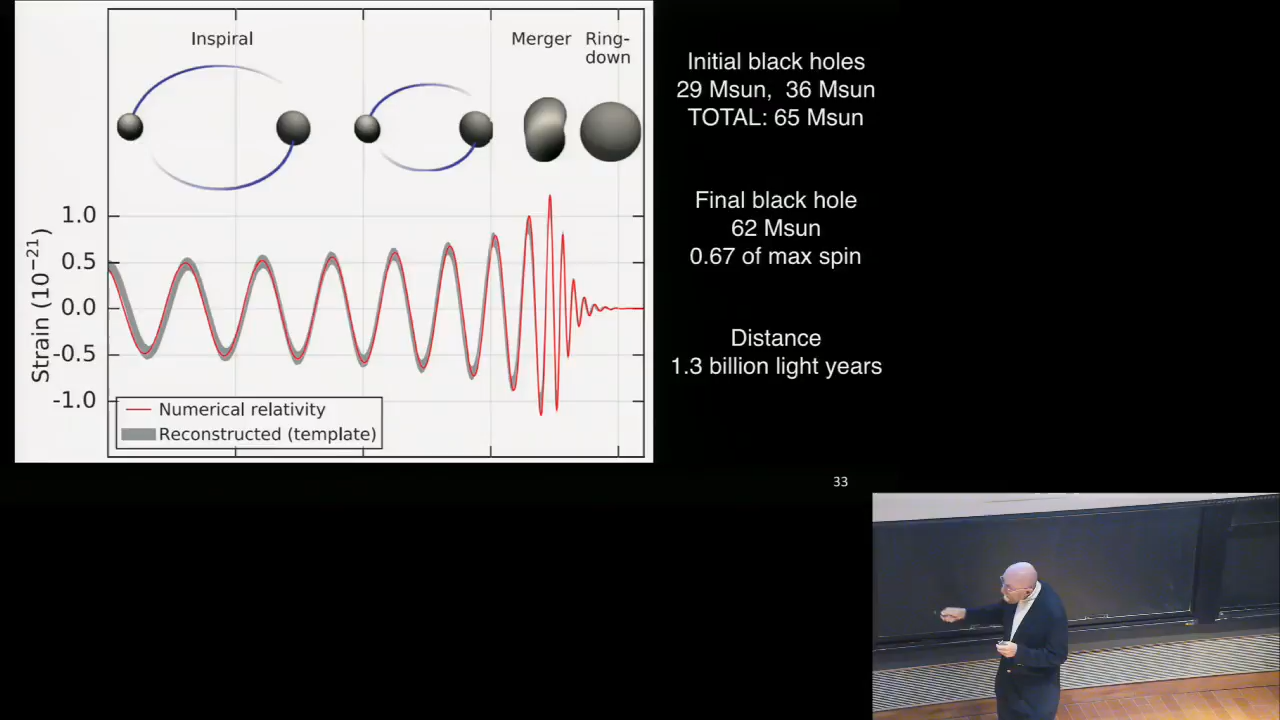 Inspiral
Merger
Ring-
down
1.0
0.5
0.0
-0.5
-1.0
Strain (10⁻²¹)
Numerical relativity
Reconstructed (template)
Initial black holes
29 Msun, 36 Msun
TOTAL: 65 Msun
Final black hole
62 Msun
0.67 of max spin
Distance
1.3 billion light years
33